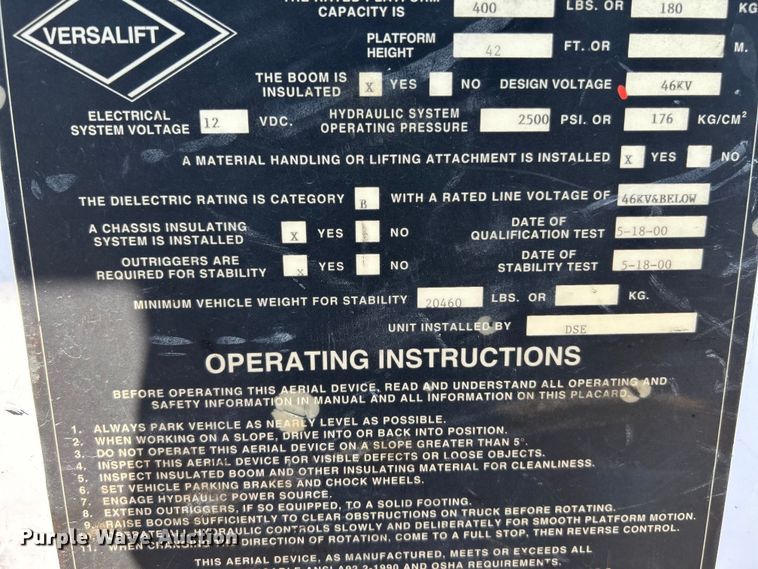 THE RATED PLATFORM
CAPACITY IS 400 LBS. OR 180 KG
VERSALIFT
PLATFORM
HEIGHT 42 FT. OR M.
THE BOOM IS
INSULATED X YES NO DESIGN VOLTAGE 46KV
ELECTRICAL
SYSTEM VOLTAGE 12 VDC. HYDRAULIC SYSTEM
OPERATING PRESSURE 2500 PSI. OR 176 KG/CM²
A MATERIAL HANDLING OR LIFTING ATTACHMENT IS INSTALLED X YES NO
THE DIELECTRIC RATING IS CATEGORY B WITH A RATED LINE VOLTAGE OF 46KV&BELOW
A CHASSIS INSULATING
SYSTEM IS INSTALLED X YES NO DATE OF
QUALIFICATION TEST 5-18-00
OUTRIGGERS ARE
REQUIRED FOR STABILITY X YES NO DATE OF
STABILITY TEST 5-18-00
MINIMUM VEHICLE WEIGHT FOR STABILITY 20460 LBS. OR KG.
UNIT INSTALLED BY DSE
OPERATING INSTRUCTIONS
BEFORE OPERATING THIS AERIAL DEVICE, READ AND UNDERSTAND ALL OPERATING AND
SAFETY INFORMATION IN MANUAL AND ALL INFORMATION ON THIS PLACARD.
1. ALWAYS PARK VEHICLE AS NEARLY LEVEL AS POSSIBLE.
2. WHEN WORKING ON A SLOPE, DRIVE INTO OR BACK INTO POSITION.
3. DO NOT OPERATE THIS AERIAL DEVICE ON A SLOPE GREATER THAN 5°.
4. INSPECT THIS AERIAL DEVICE FOR VISIBLE DEFECTS OR LOOSE OBJECTS.
5. INSPECT INSULATED BOOM AND OTHER INSULATING MATERIAL FOR CLEANLINESS.
6. SET VEHICLE PARKING BRAKES AND CHOCK WHEELS.
7. ENGAGE HYDRAULIC POWER SOURCE.
8. EXTEND OUTRIGGERS, IF SO EQUIPPED, TO A SOLID FOOTING.
9. RAISE BOOMS SUFFICIENTLY TO CLEAR OBSTRUCTIONS ON TRUCK BEFORE ROTATING.
HYDRAULIC CONTROLS SLOWLY AND DELIBERATELY FOR SMOOTH PLATFORM MOTION.
11. WHEN CHANGING THE DIRECTION OF ROTATION, COME TO A FULL STOP, THEN REVERSE CONTROL.
THIS AERIAL DEVICE, AS MANUFACTURED, MEETS OR EXCEEDS ALL
ANSI A92.2-1990 AND OSHA REQUIREMENTS.
Purple Wave Auction